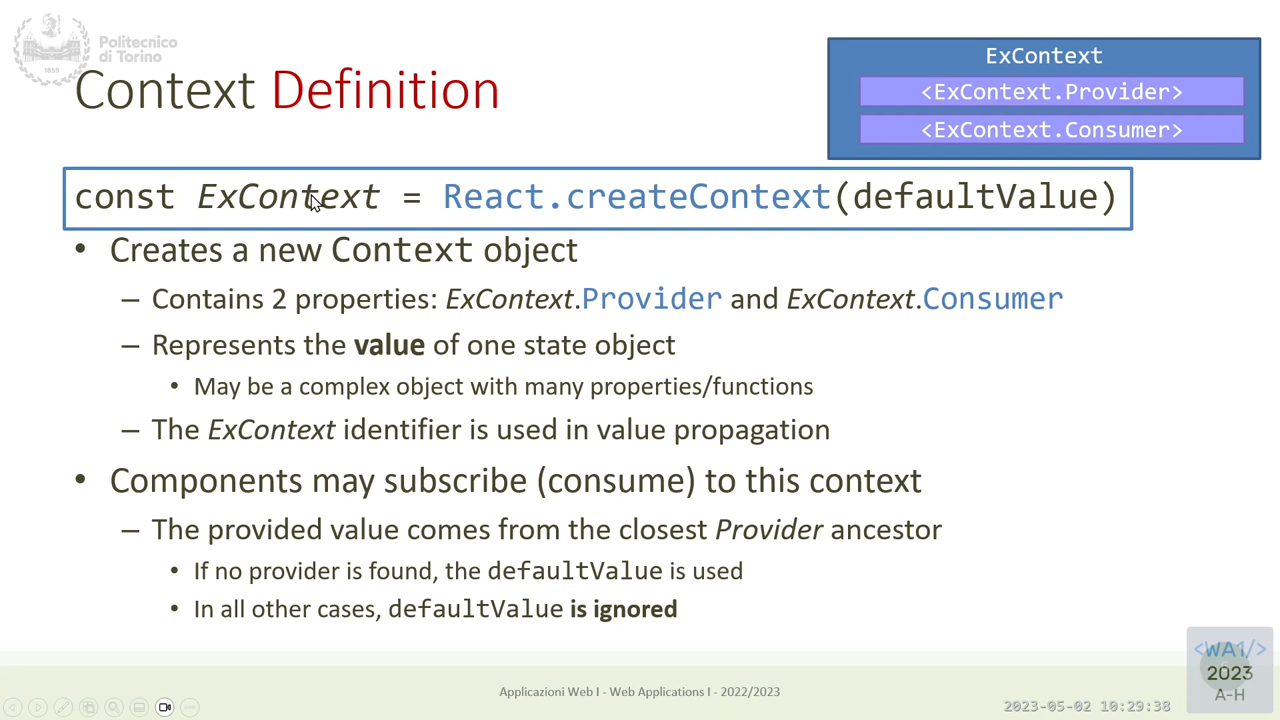 Politecnico
di Torino
1859
Context Definition
ExContext
<ExContext.Provider>
<ExContext.Consumer>
const ExContext = React.createContext(defaultValue)
• Creates a new Context object
– Contains 2 properties: ExContext.Provider and ExContext.Consumer
– Represents the value of one state object
• May be a complex object with many properties/functions
– The ExContext identifier is used in value propagation
• Components may subscribe (consume) to this context
– The provided value comes from the closest Provider ancestor
• If no provider is found, the defaultValue is used
• In all other cases, defaultValue is ignored
Applicazioni Web I - Web Applications I - 2022/2023
2023-05-02 10:29:38
<WA1/>
2023
A-H